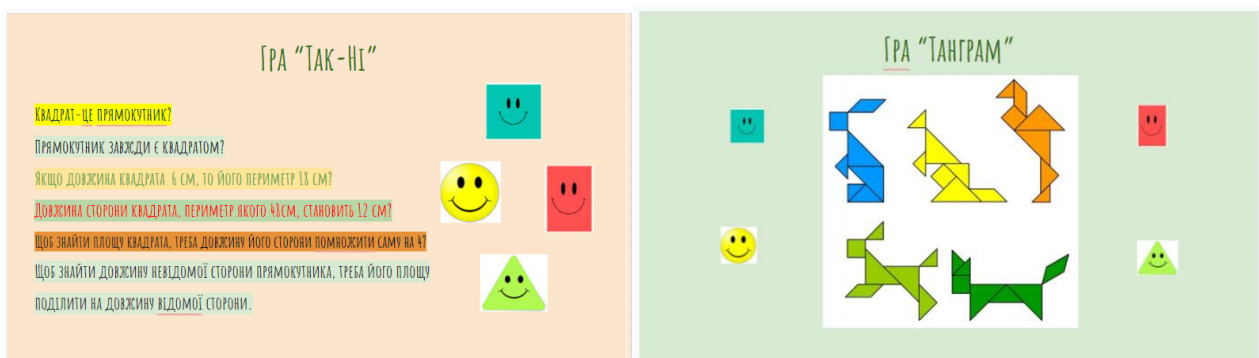 Гра “Так-Ні”
Квадрат-це прямокутник?
Прямокутник завжди є квадратом?
Якщо довжина квадрата 6 см, то його периметр 18 см?
Довжина сторони квадрата, периметр якого 48см, становить 12 см?
Щоб знайти площу квадрата, треба довжину його сторони помножити саму на 4?
Щоб знайти довжину невідомої сторони прямокутника, треба його площу
поділити на довжину відомої сторони.
Гра “Танграм”